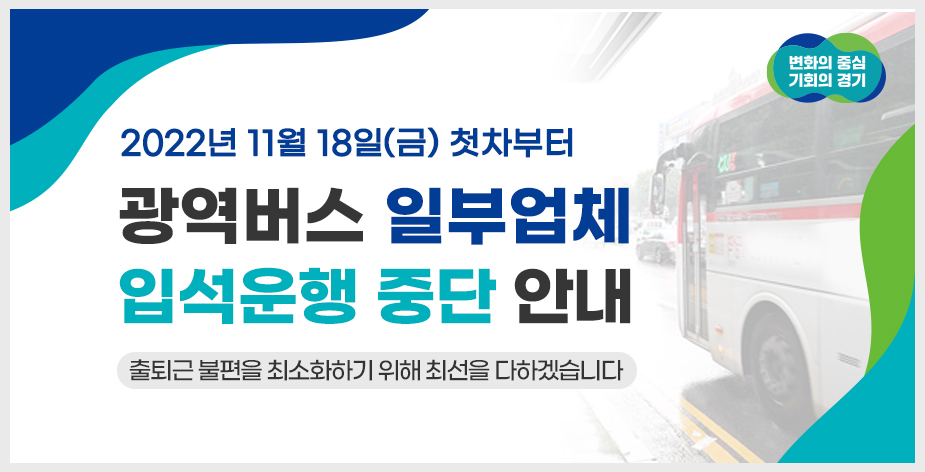 변화의 중심
기회의 경기
2022년 11월 18일(금) 첫차부터
광역버스 일부업체
입석운행 중단 안내
출퇴근 불편을 최소화하기 위해 최선을 다하겠습니다